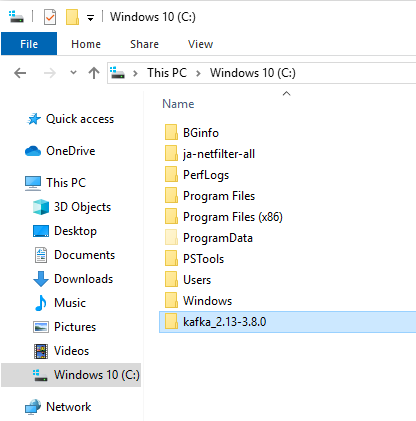 Windows 10 (C:)
File
Home
Share
View
This PC
Windows 10 (C:)
Name
Quick access
OneDrive
This PC
3D Objects
Desktop
Documents
Downloads
Music
Pictures
Videos
Windows 10 (C:)
Network
BGinfo
ja-netfilter-all
PerfLogs
Program Files
Program Files (x86)
ProgramData
PSTools
Users
Windows
kafka_2.13-3.8.0